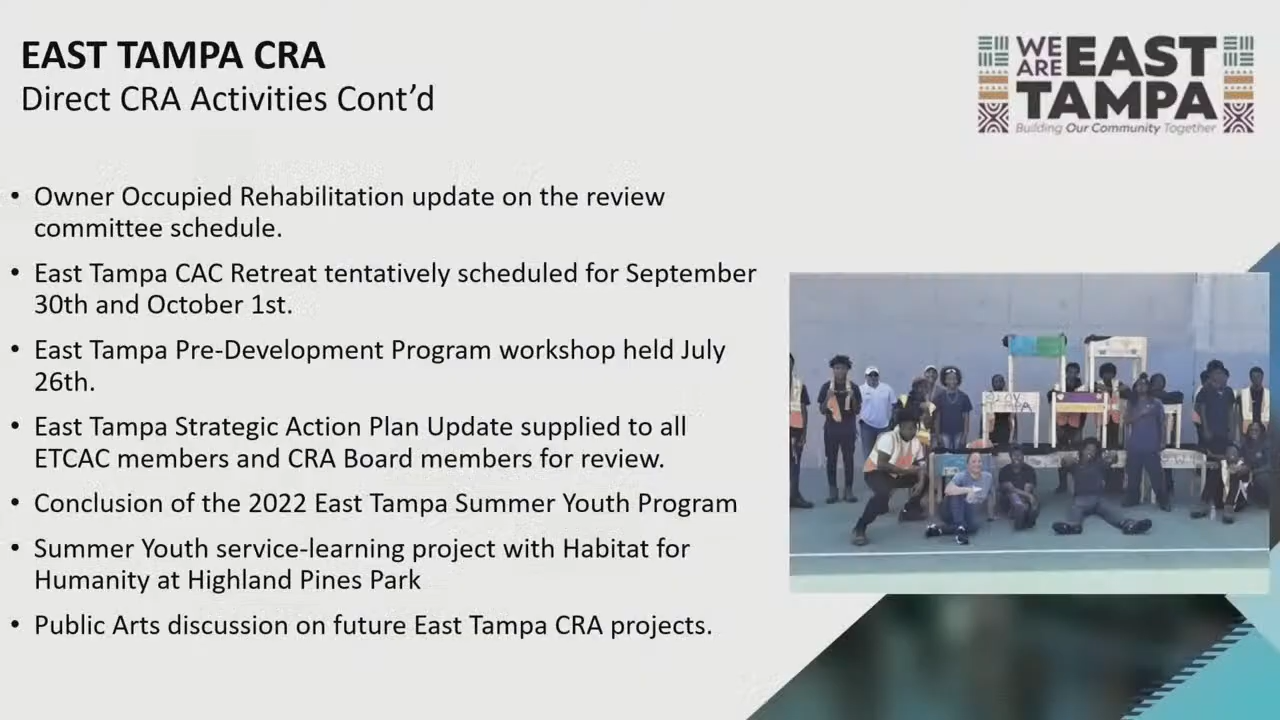 EAST TAMPA CRA
Direct CRA Activities Cont’d
WE ARE EAST TAMPA
Building Our Community Together
• Owner Occupied Rehabilitation update on the review
committee schedule.
• East Tampa CAC Retreat tentatively scheduled for September
30th and October 1st.
• East Tampa Pre-Development Program workshop held July
26th.
• East Tampa Strategic Action Plan Update supplied to all
ETCAC members and CRA Board members for review.
• Conclusion of the 2022 East Tampa Summer Youth Program
• Summer Youth service-learning project with Habitat for
Humanity at Highland Pines Park
• Public Arts discussion on future East Tampa CRA projects.